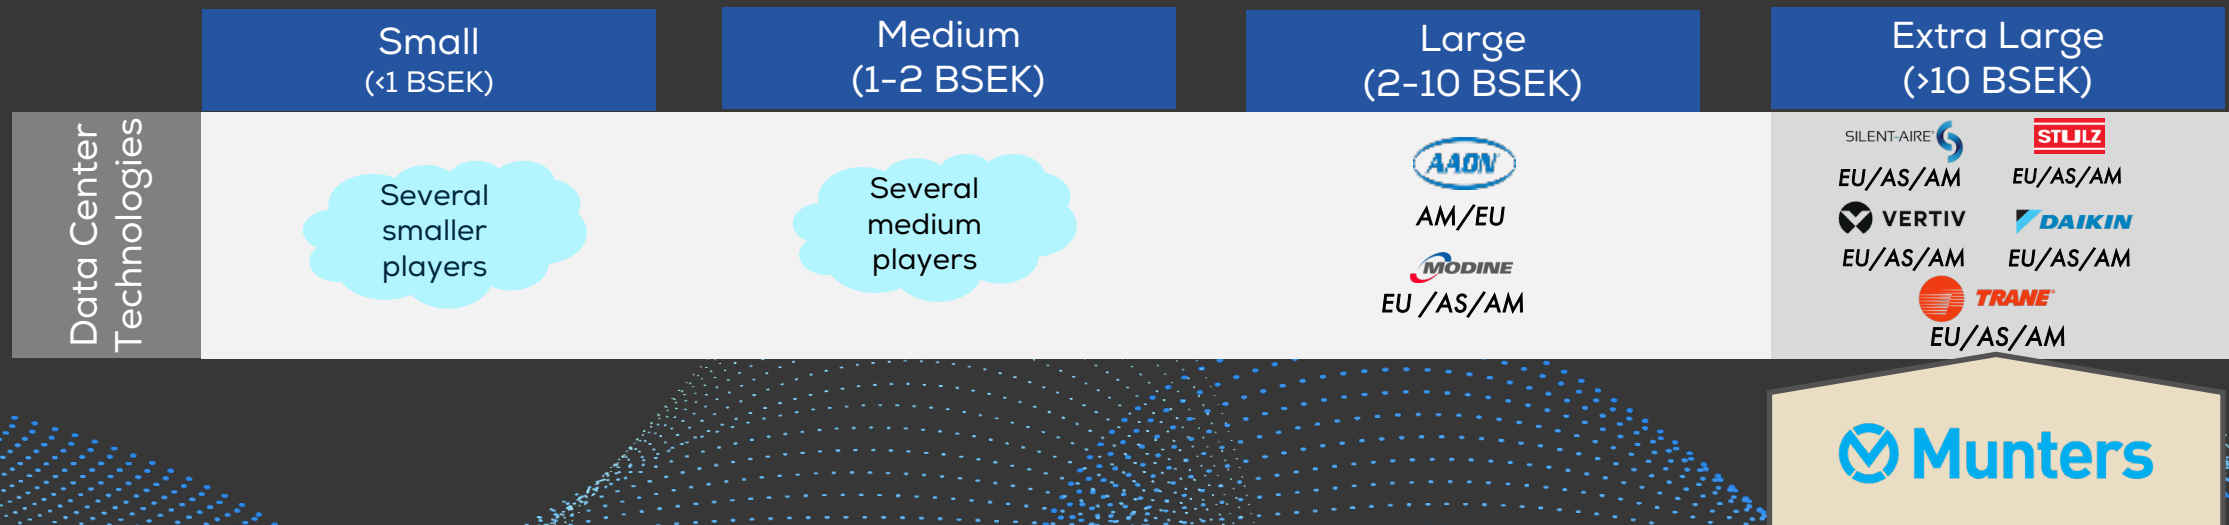 Small
(<1 BSEK)
Medium
(1-2 BSEK)
Large
(2-10 BSEK)
Extra Large
(>10 BSEK)
Data Center
Technologies
Several
smaller
players
Several
medium
players
AAON
AM/EU
MODINE
EU /AS/AM
SILENT-AIRE
EU/AS/AM
STULZ
EU/AS/AM
VERTIV
EU/AS/AM
DAIKIN
EU/AS/AM
TRANE
EU/AS/AM
Munters